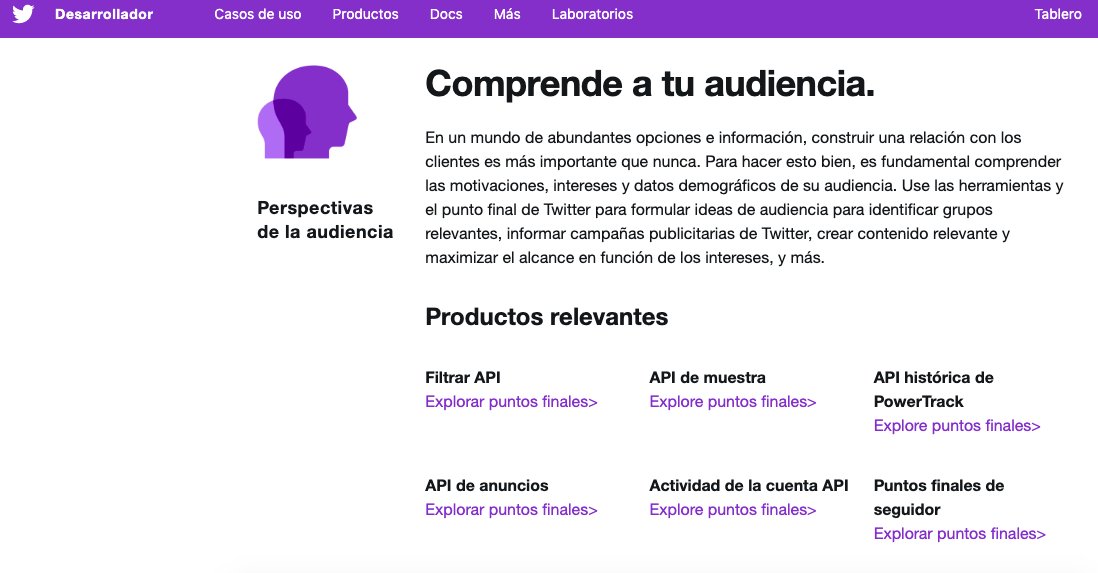 Desarrollador Casos de uso Productos Docs Más Laboratorios Tablero
Perspectivas
de la audiencia
Comprende a tu audiencia.
En un mundo de abundantes opciones e información, construir una relación con los
clientes es más importante que nunca. Para hacer esto bien, es fundamental comprender
las motivaciones, intereses y datos demográficos de su audiencia. Use las herramientas y
el punto final de Twitter para formular ideas de audiencia para identificar grupos
relevantes, informar campañas publicitarias de Twitter, crear contenido relevante y
maximizar el alcance en función de los intereses, y más.
Productos relevantes
Filtrar API
Explorar puntos finales>
API de muestra
Explore puntos finales>
API histórica de
PowerTrack
Explore puntos finales>
API de anuncios
Explorar puntos finales>
Actividad de la cuenta API
Explore puntos finales>
Puntos finales de
seguidor
Explorar puntos finales>